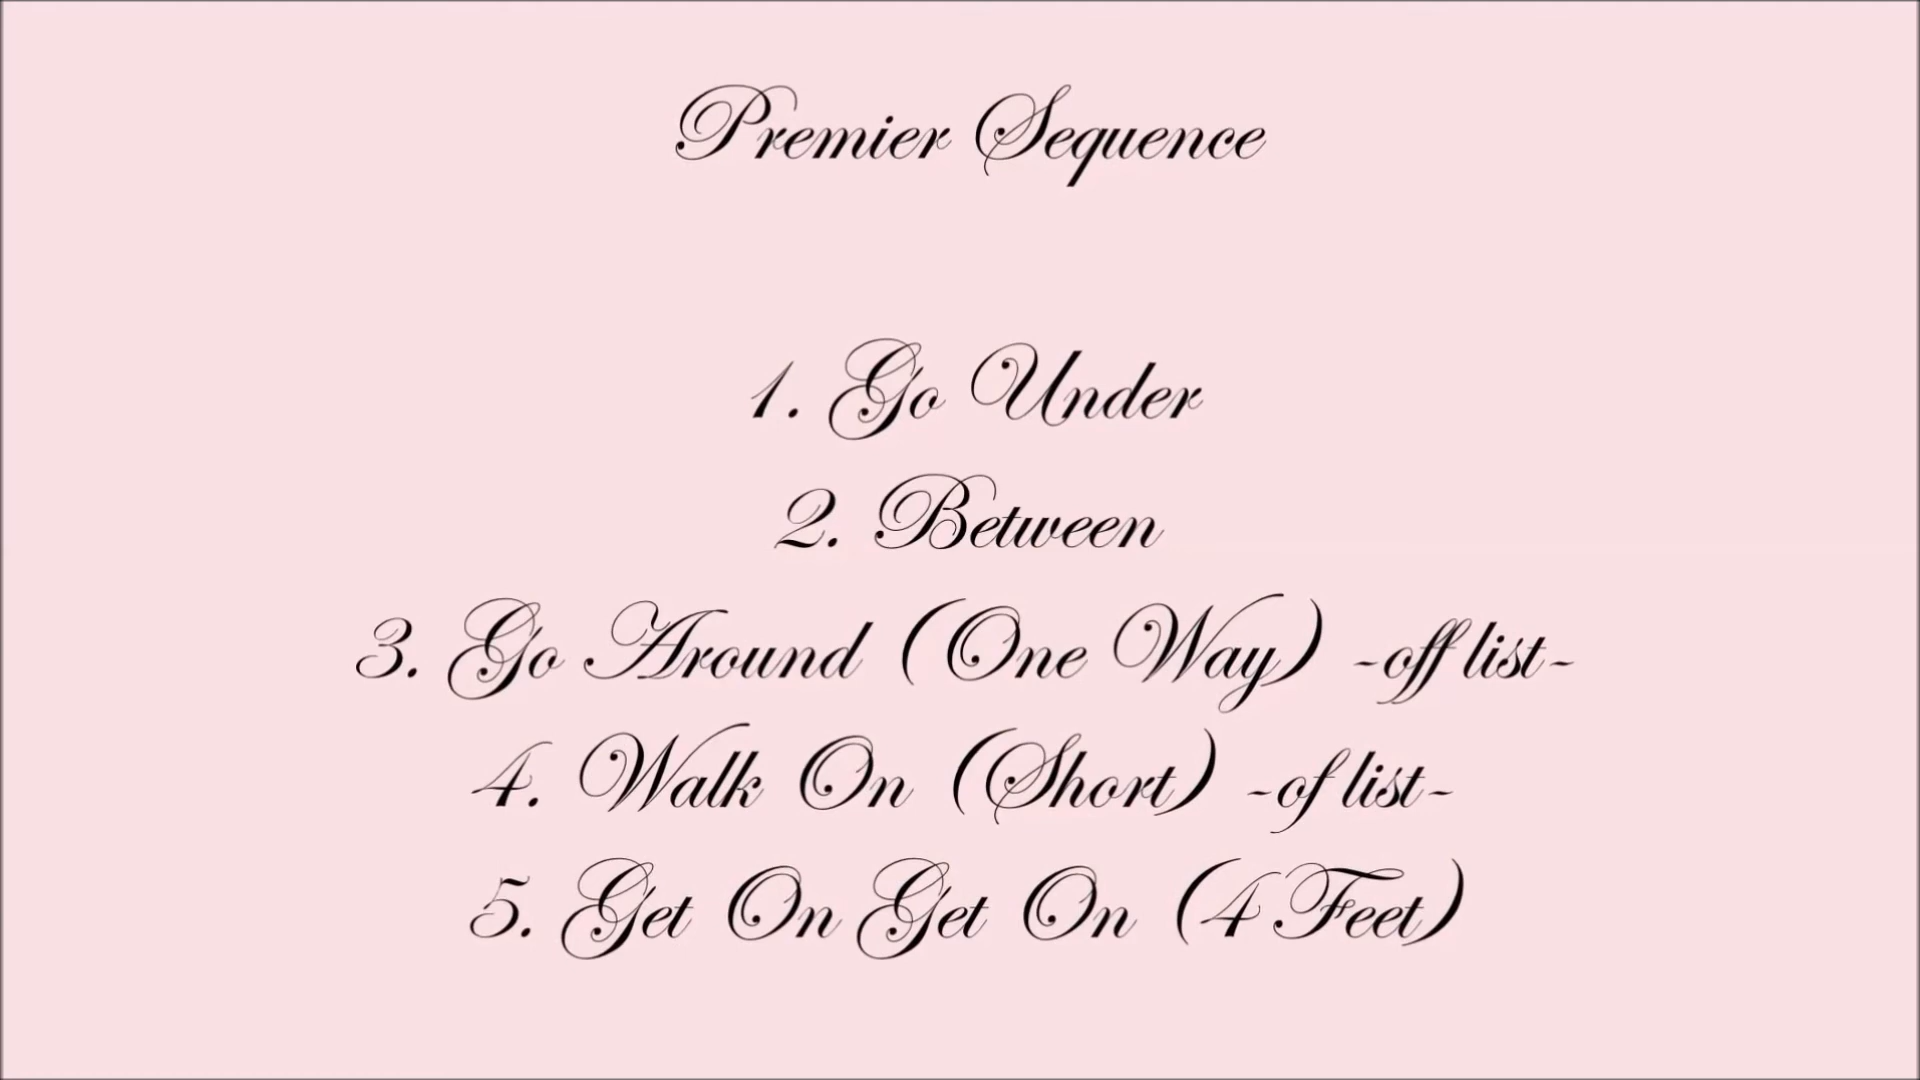 Premier Sequence
1. Go Under
2. Between
3. Go Around (One Way) -off list-
4. Walk On (Short) -of list-
5. Get On Get On (4 Feet)